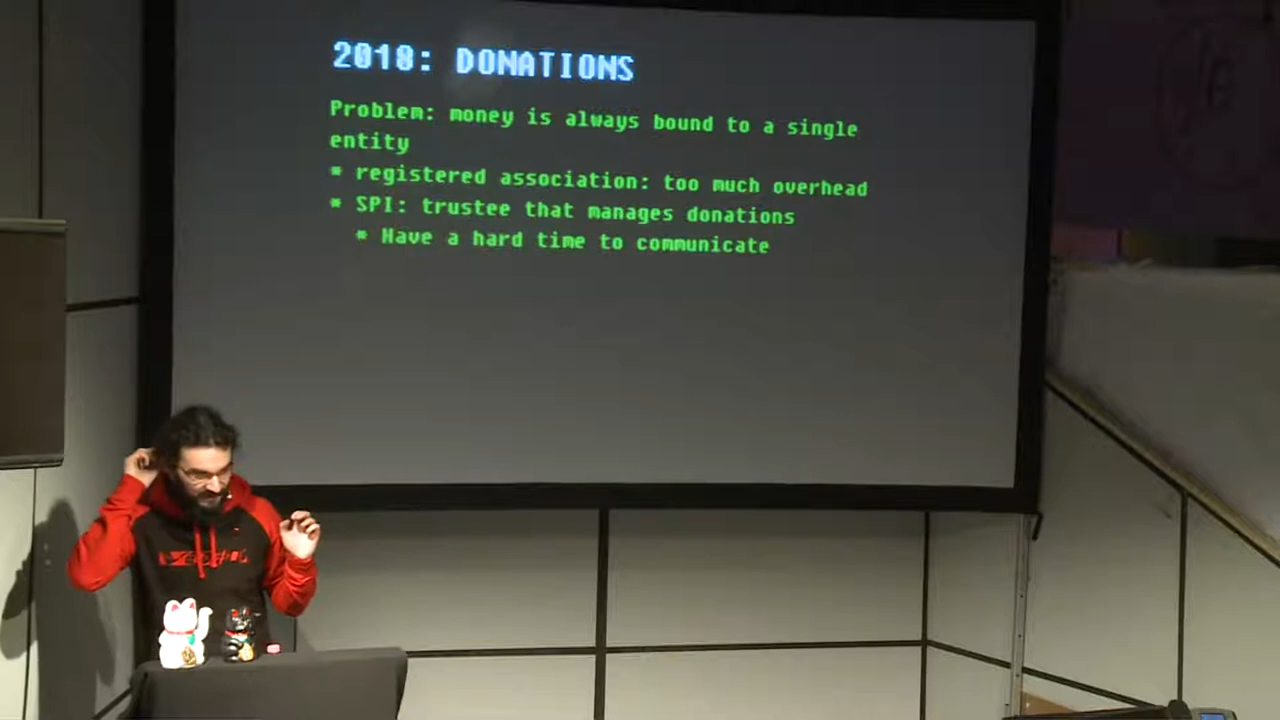 2018: DONATIONS
Problem: money is always bound to a single
entity
* registered association: too much overhead
* SPI: trustee that manages donations
* Have a hard time to communicate